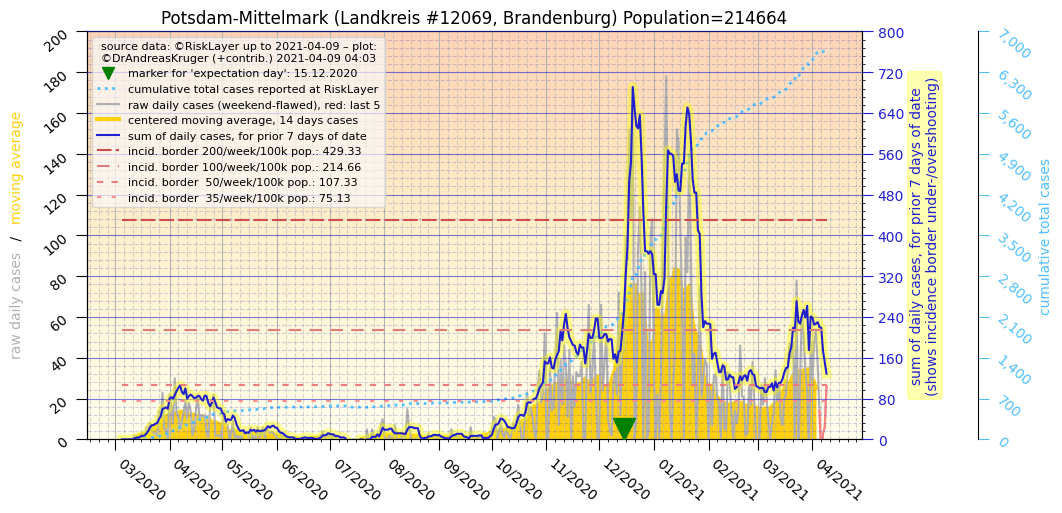 Potsdam-Mittelmark (Landkreis #12069, Brandenburg) Population=214664
source data: ©RiskLayer up to 2021-04-09 – plot:
©DrAndreasKruger (+contrib.) 2021-04-09 04:03
marker for 'expectation day': 15.12.2020
cumulative total cases reported at RiskLayer
raw daily cases (weekend-flawed), red: last 5
centered moving average, 14 days cases
sum of daily cases, for prior 7 days of date
incid. border 200/week/100k pop.: 429.33
incid. border 100/week/100k pop.: 214.66
incid. border 50/week/100k pop.: 107.33
incid. border 35/week/100k pop.: 75.13
raw daily cases / moving average
200
180
160
140
120
100
80
60
40
20
0
800
720
640
560
480
400
320
240
160
80
0
sum of daily cases, for prior 7 days of date
(shows incidence border under-/overshooting)
7,000
6,300
5,600
4,900
4,200
3,500
2,800
2,100
1,400
700
0
cumulative total cases
03/2020
04/2020
05/2020
06/2020
07/2020
08/2020
09/2020
10/2020
11/2020
12/2020
01/2021
02/2021
03/2021
04/2021